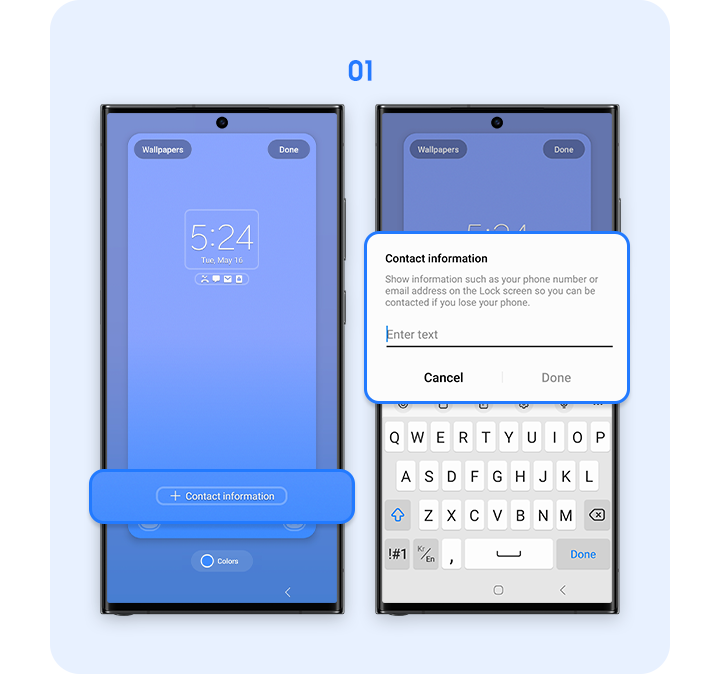 01
Wallpapers
Done
5:24
Tue, May 16
+ Contact information
Colors
Wallpapers
Done
Contact information
Show information such as your phone number or
email address on the Lock screen so you can be
contacted if you lose your phone.
Enter text
Cancel
Done
Q W E R T Y U I O P
A S D F G H J K L
Z X C V B N M
!#1 Kr/En , Done